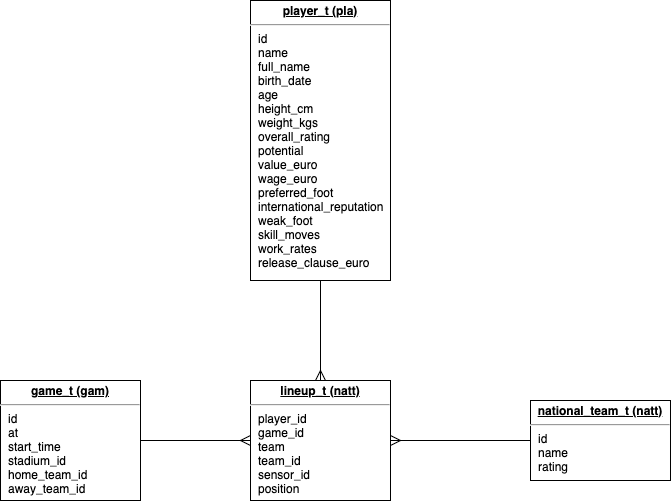 player_t (pla)
id
name
full_name
birth_date
age
height_cm
weight_kgs
overall_rating
potential
value_euro
wage_euro
preferred_foot
international_reputation
weak_foot
skill_moves
work_rates
release_clause_euro
game_t (gam)
id
at
start_time
stadium_id
home_team_id
away_team_id
lineup_t (natt)
player_id
game_id
team
team_id
sensor_id
position
national_team_t (natt)
id
name
rating